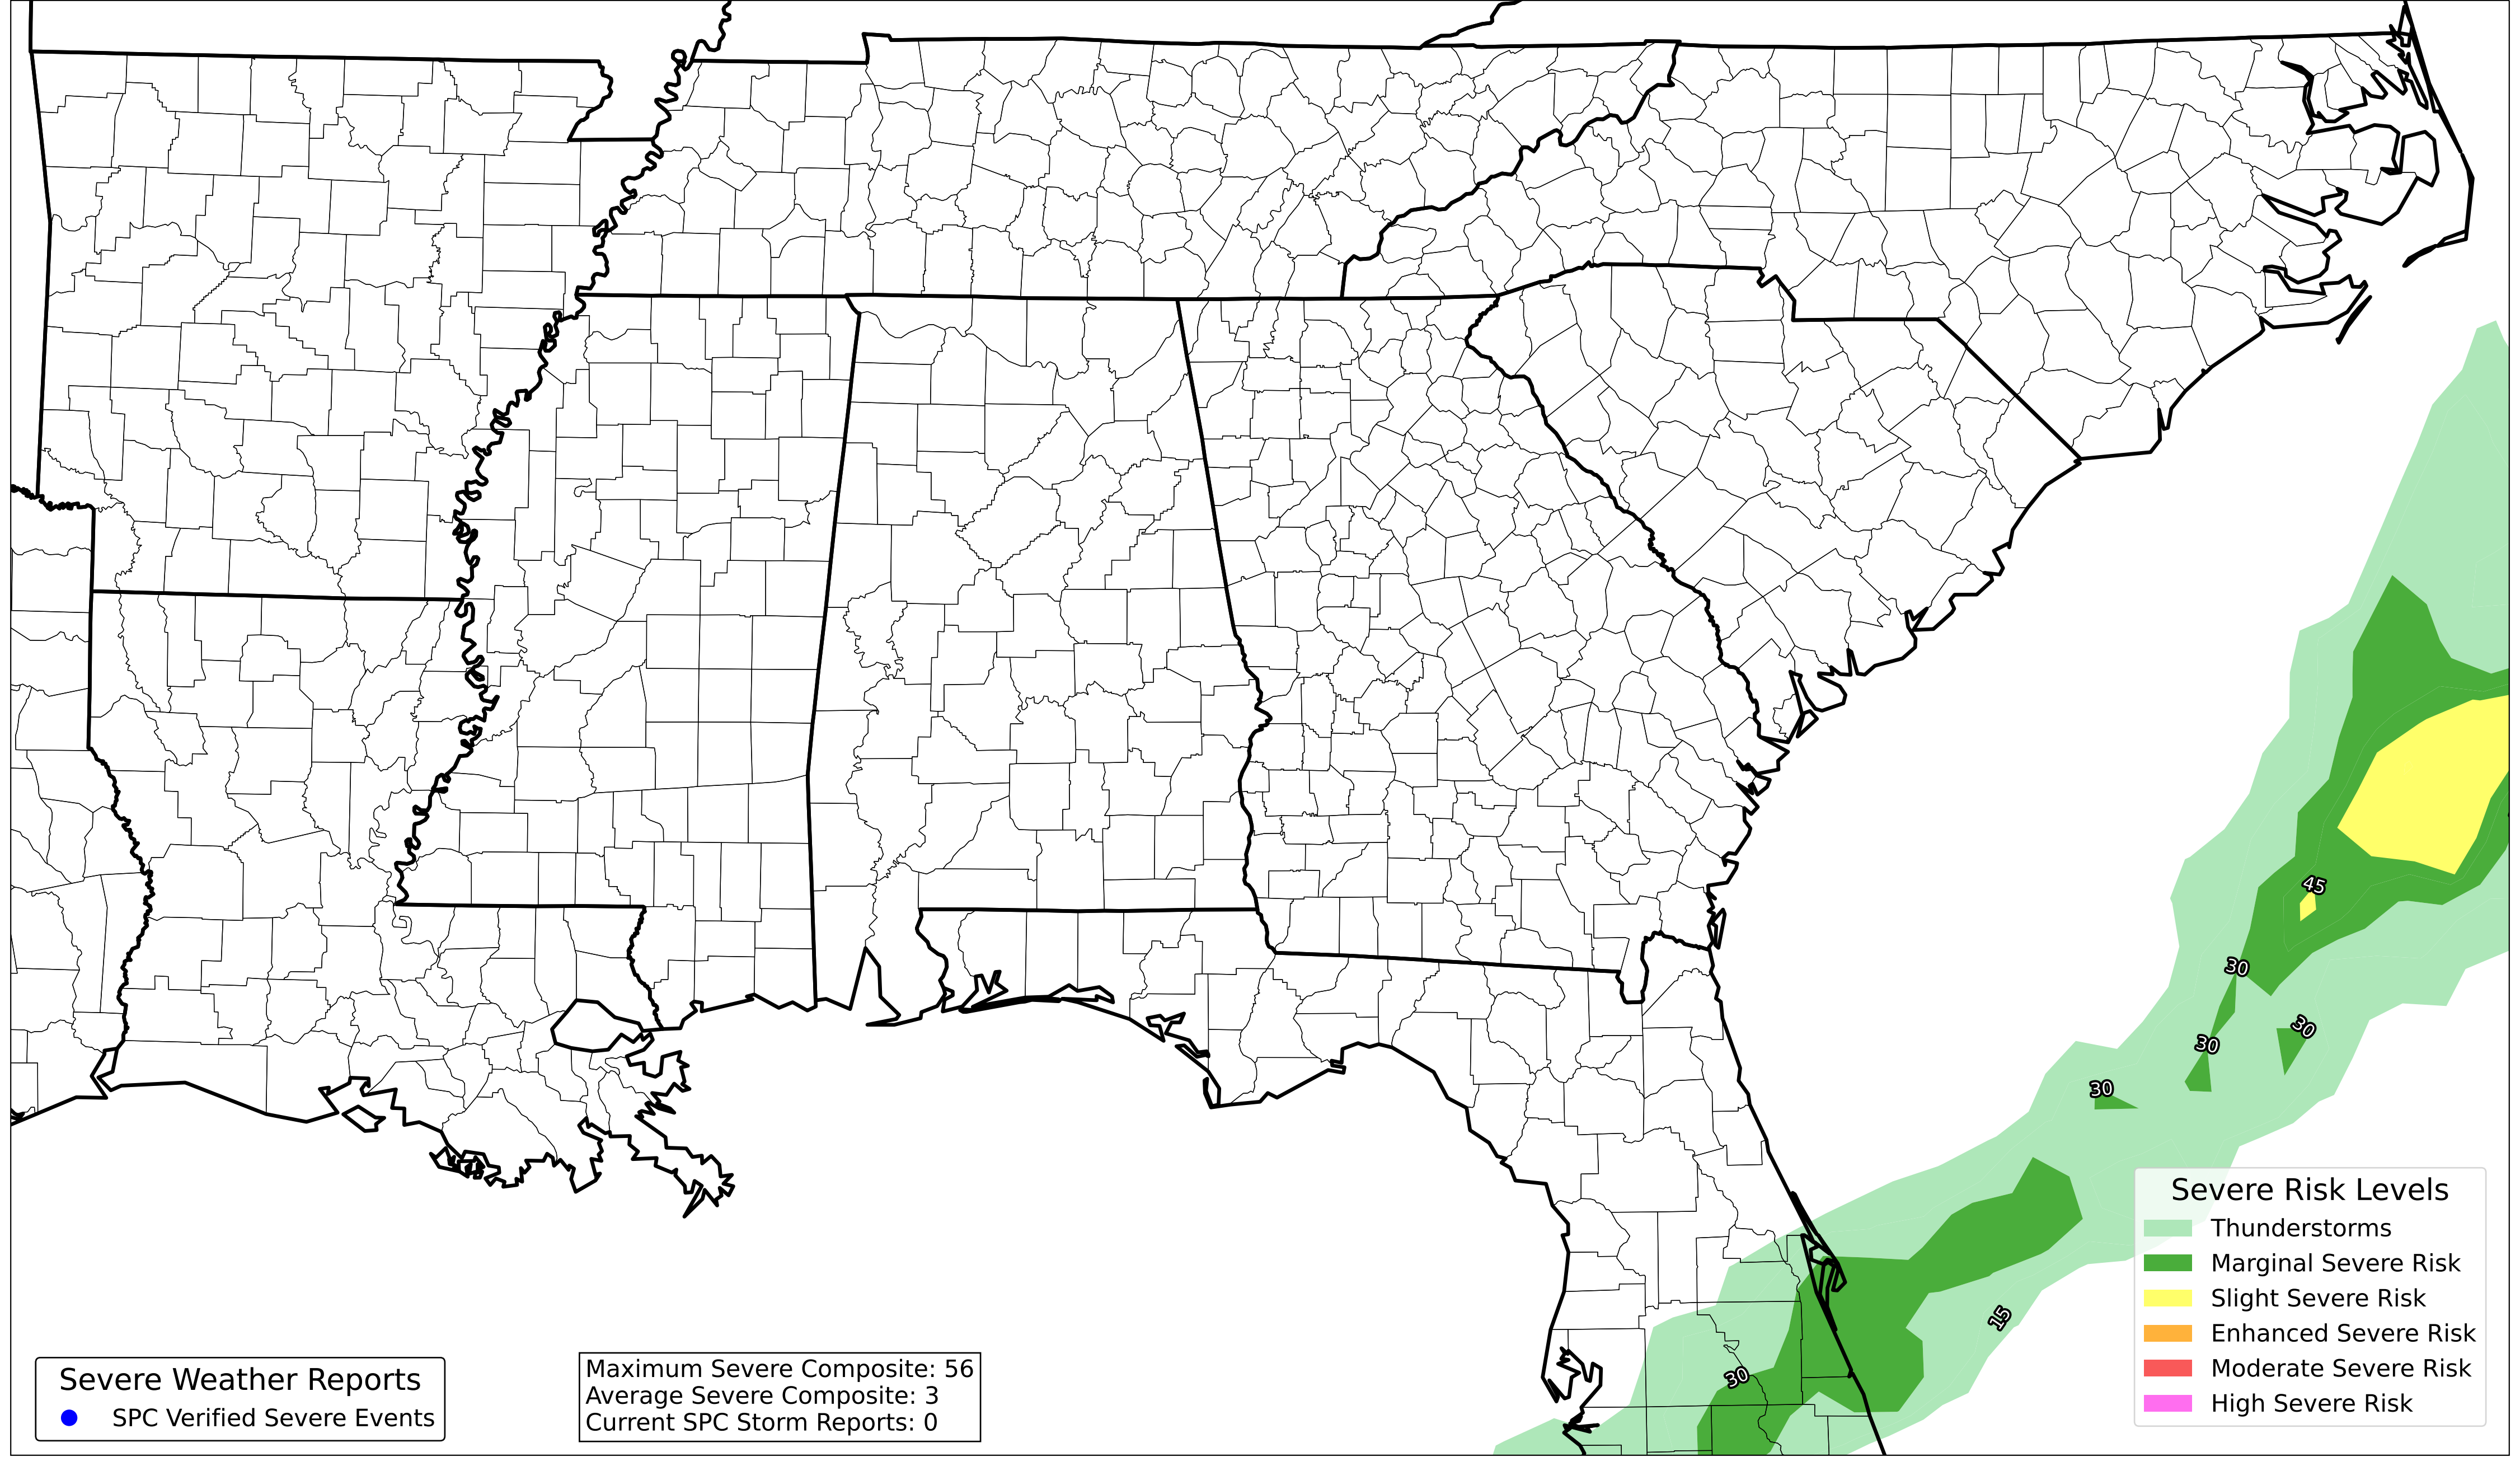 45
30
30
30
30
Severe Risk Levels
Thunderstorms
Marginal Severe Risk
Slight Severe Risk
Enhanced Severe Risk
Moderate Severe Risk
High Severe Risk
15
30
Severe Weather Reports
SPC Verified Severe Events
Maximum Severe Composite: 56
Average Severe Composite: 3
Current SPC Storm Reports: 0